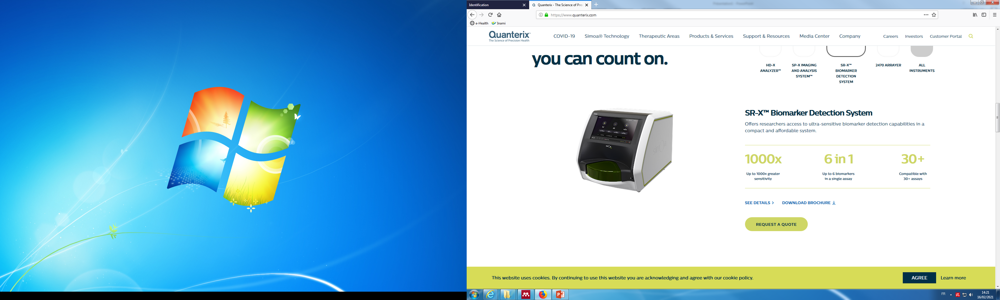 Identification
Quanterix - The Science of Prec
https://www.quanterix.com
e-Health
Inami
Quanterix™
The Science of Precision Health
COVID-19
Simoa® Technology
Therapeutic Areas
Products & Services
Support & Resources
Media Center
Company
Careers
Investors
Customer Portal
you can count on.
HD-X
ANALYZER™
SP-X IMAGING
AND ANALYSIS
SYSTEM™
SR-X™
BIOMARKER
DETECTION
SYSTEM
2470 ARRAYER
ALL
INSTRUMENTS
SR-X™ Biomarker Detection System
Offers researchers access to ultra-sensitive biomarker detection capabilities in a
compact and affordable system.
1000x
Up to 1000x greater
sensitivity
6 in 1
Up to 6 biomarkers
in a single assay
30+
Compatible with
30+ assays
SEE DETAILS
DOWNLOAD BROCHURE
REQUEST A QUOTE
This website uses cookies. By continuing to use this website you are acknowledging and agree with our cookie policy.
AGREE
Learn more
FR
14:21
16/02/2021